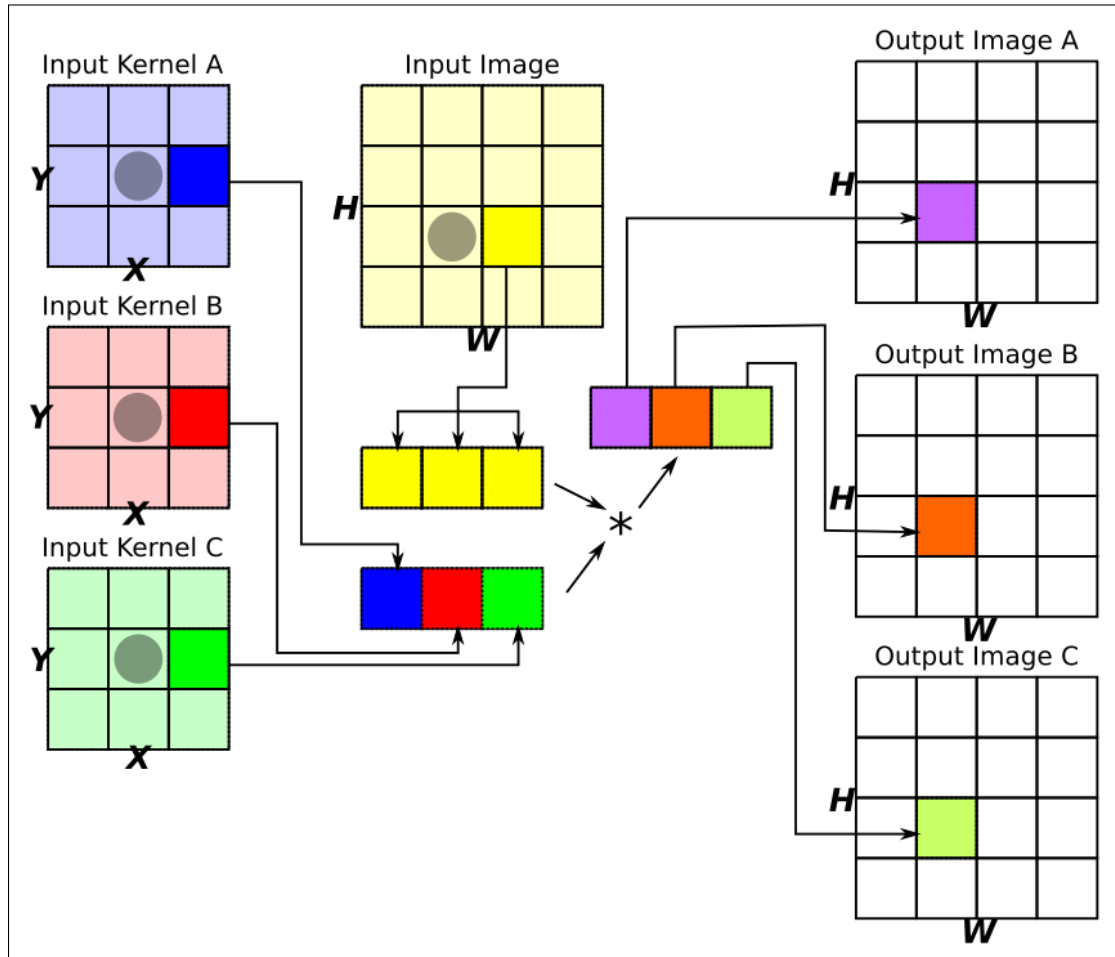 Input Kernel A
Y
X
Input Kernel B
Y
X
Input Kernel C
Y
X
Input Image
H
W
*
Output Image A
H
W
Output Image B
H
W
Output Image C
H
W